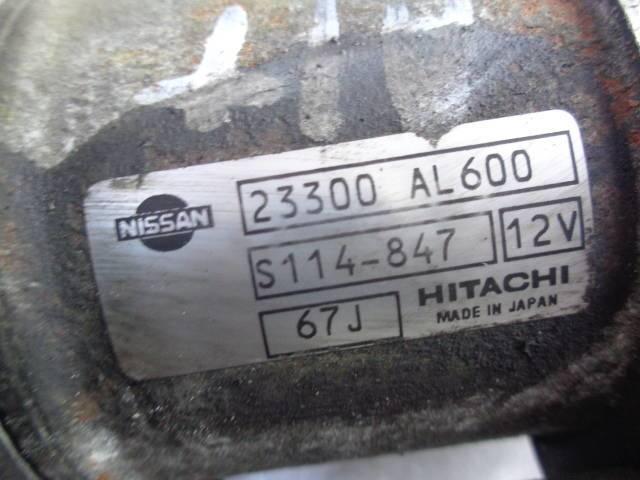 NISSAN
23300 AL600
S114-847
12V
67J
HITACHI
MADE IN JAPAN